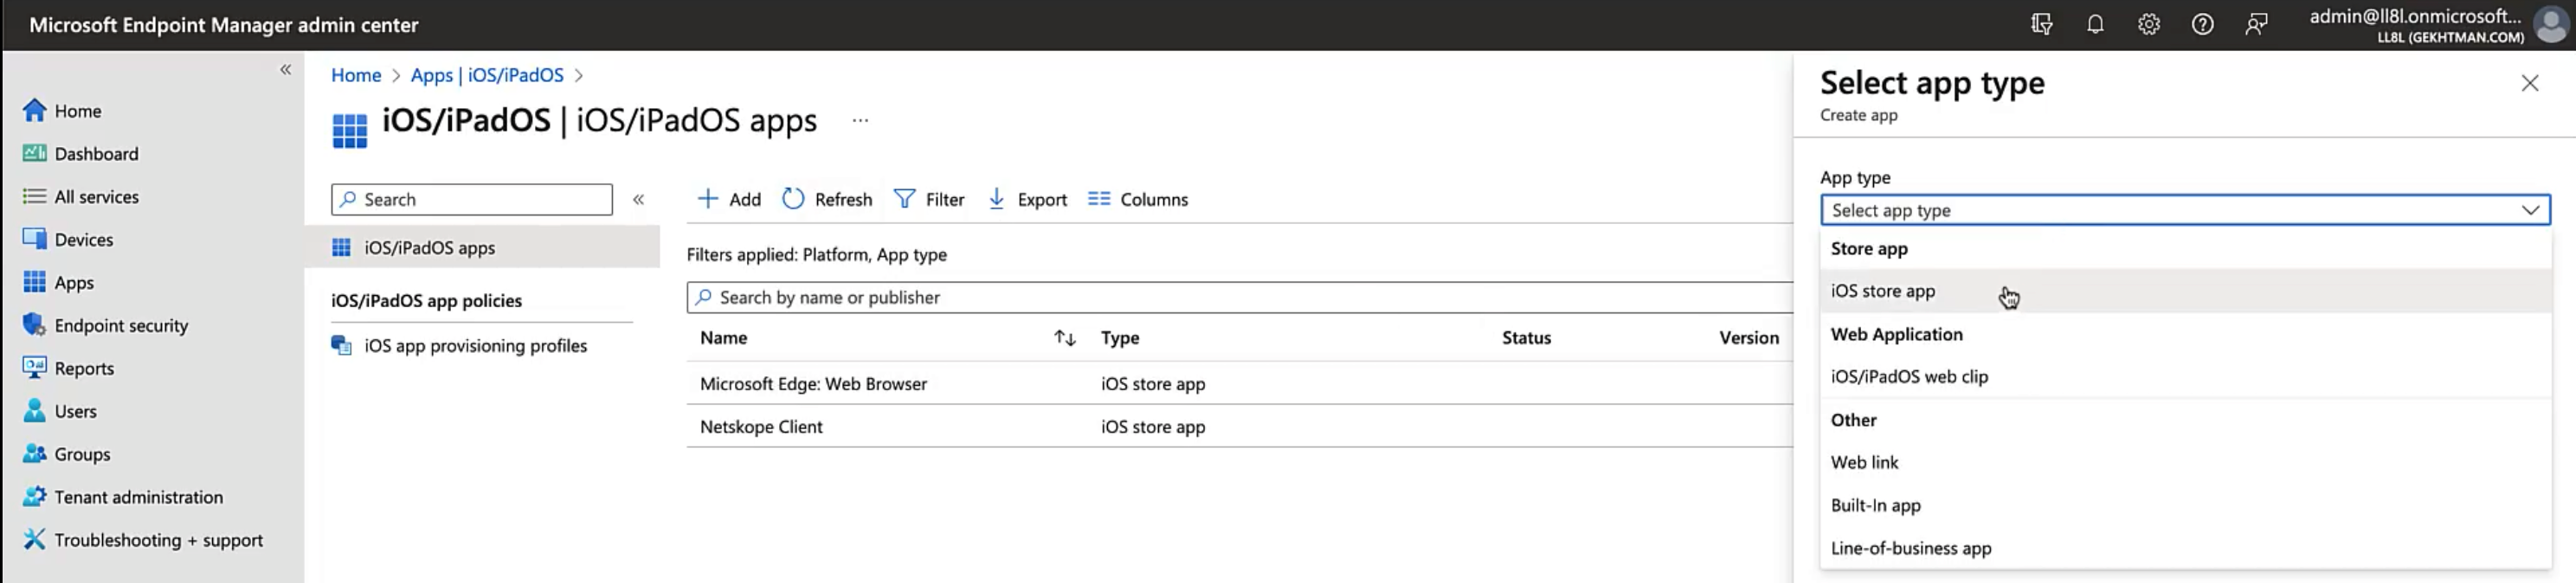 Microsoft Endpoint Manager admin center
admin@ll8l.onmicrosoft...
LL8L (GEKHTMAN.COM)
Home
Dashboard
All services
Devices
Apps
Endpoint security
Reports
Users
Groups
Tenant administration
Troubleshooting + support
Home > Apps | iOS/iPadOS >
iOS/iPadOS | iOS/iPadOS apps ...
Search
iOS/iPadOS apps
iOS/iPadOS app policies
iOS app provisioning profiles
Add Refresh Filter Export Columns
Filters applied: Platform, App type
Search by name or publisher
Name Type Status Version
Microsoft Edge: Web Browser iOS store app
Netskope Client iOS store app
Select app type
Create app
App type
Select app type
Store app
iOS store app
Web Application
iOS/iPadOS web clip
Other
Web link
Built-In app
Line-of-business app